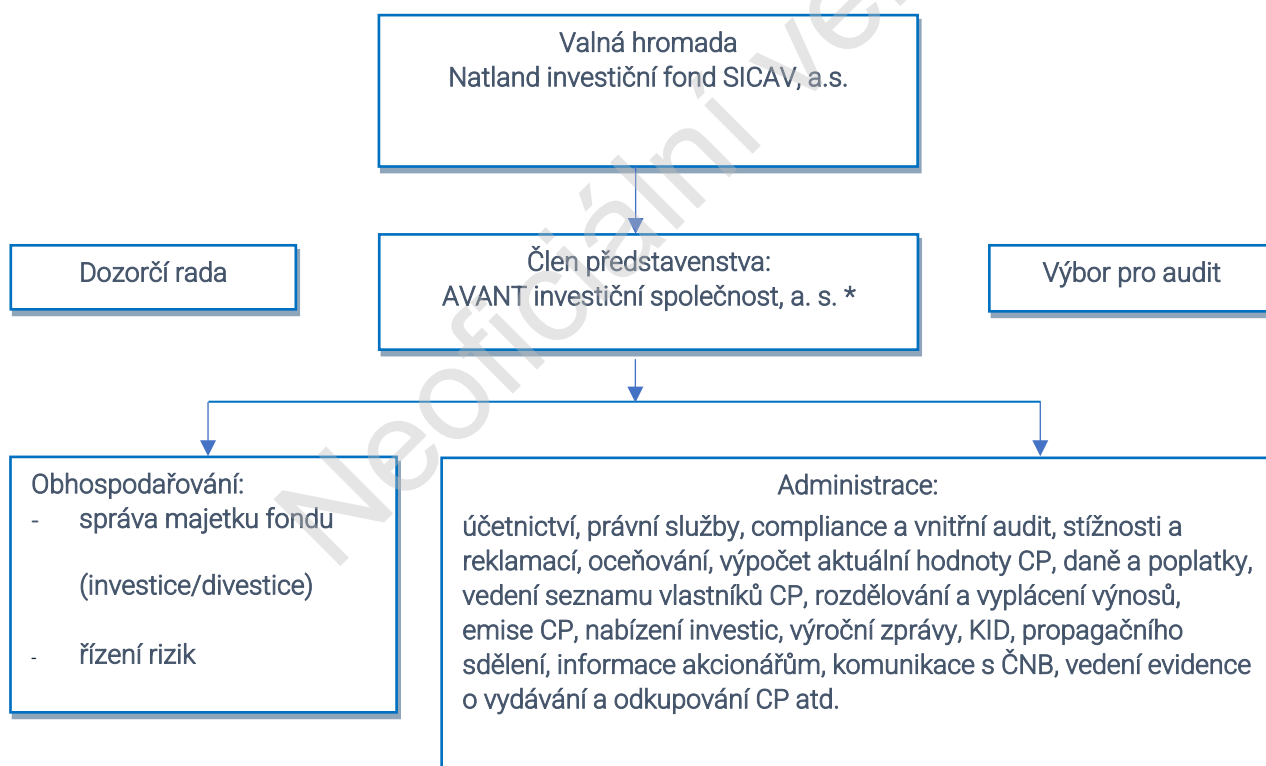 Valná hromada
Natland investiční fond SICAV, a.s.
Dozorčí rada
Člen představenstva:
AVANT investiční společnost, a. s. *
Výbor pro audit
Obhospodařování:
- správa majetku fondu
(investice/divestice)
- řízení rizik
Administrace:
účetnictví, právní služby, compliance a vnitřní audit, stížnosti a
reklamací, oceňování, výpočet aktuální hodnoty CP, daně a poplatky,
vedení seznamu vlastníků CP, rozdělování a vyplácení výnosů,
emise CP, nabízení investic, výroční zprávy, KID, propagačního
sdělení, informace akcionářům, komunikace s ČNB, vedení evidence
o vydávání a odkupování CP atd.
Neoficiální